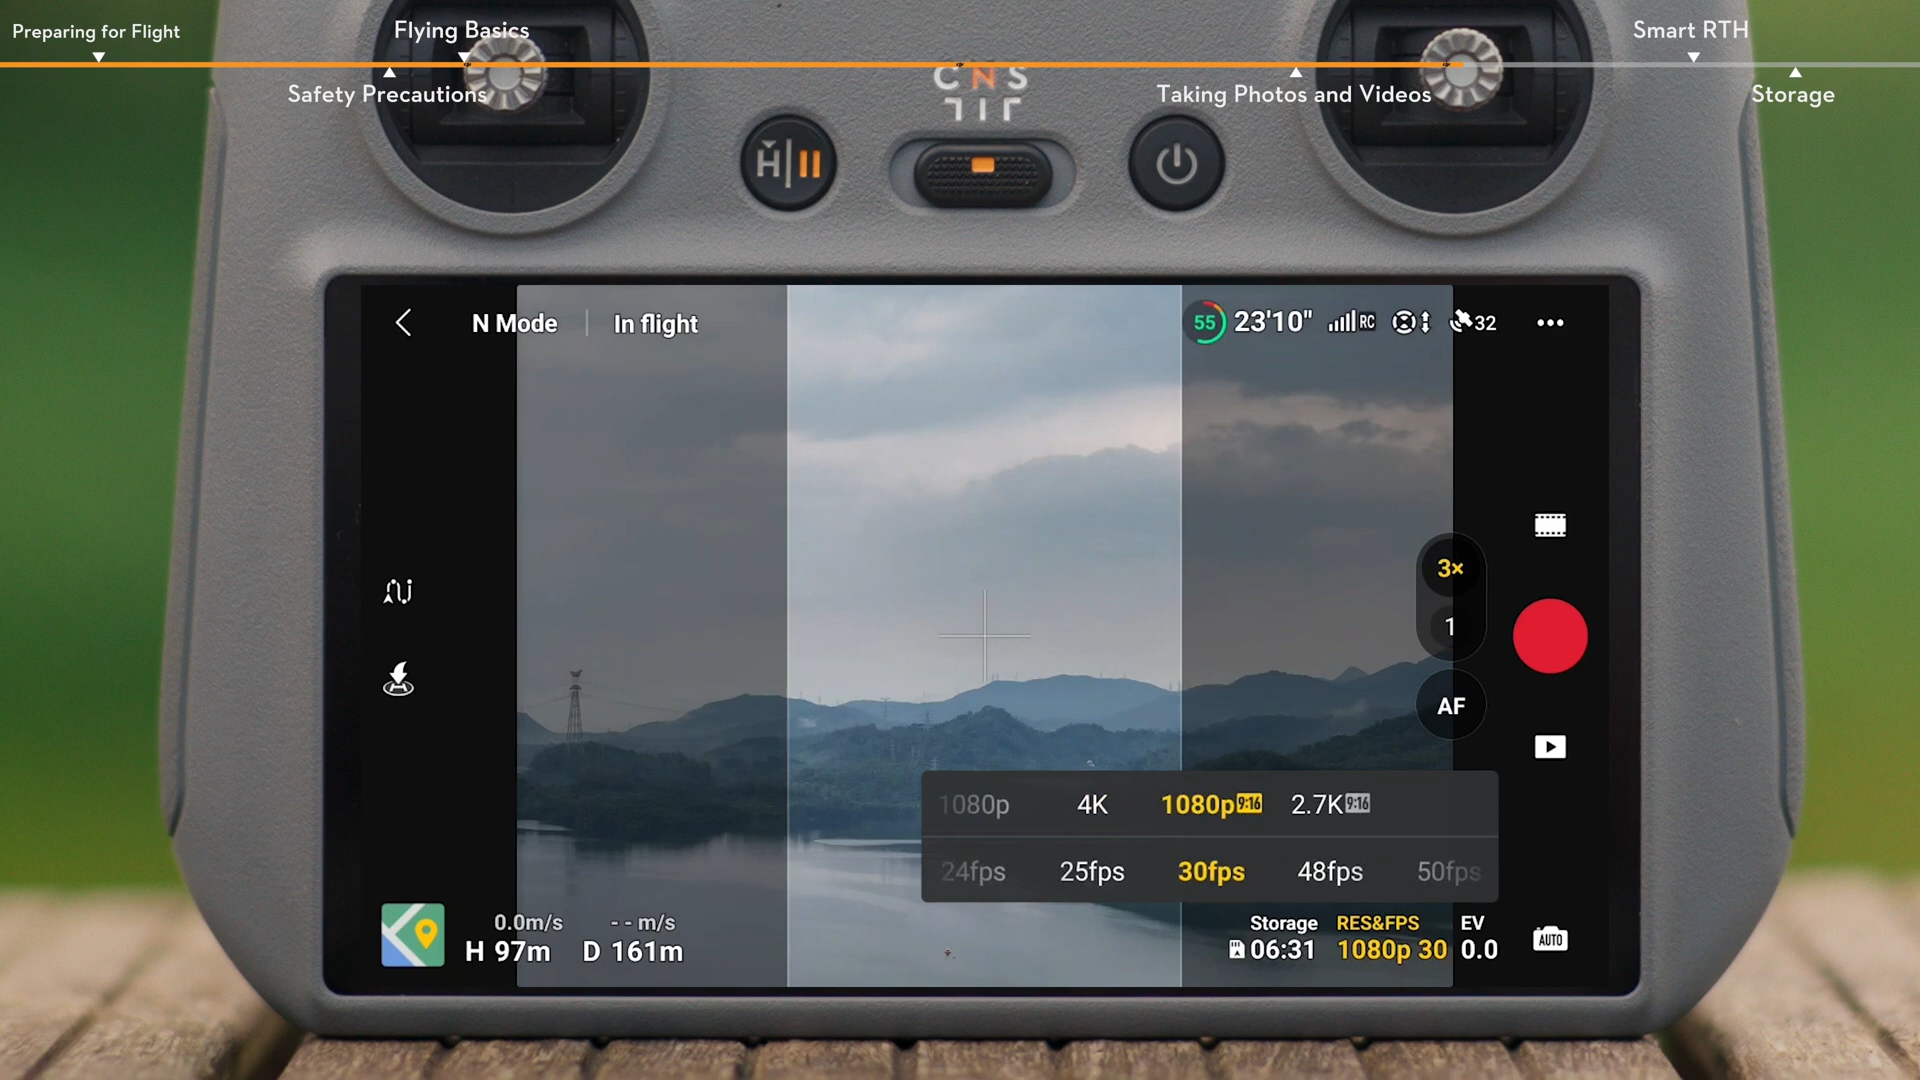 Preparing for Flight
Flying Basics
Smart RTH
Safety Precautions
Taking Photos and Videos
Storage
C N S
H
N Mode
In flight
55
23'10"
RC
32
3×
1
AF
1080p
4K
1080p 9:16
2.7K 9:16
24fps
25fps
30fps
48fps
50fps
0.0m/s
- - m/s
H 97m
D 161m
Storage
06:31
RES&FPS
1080p 30
EV
0.0
AUTO